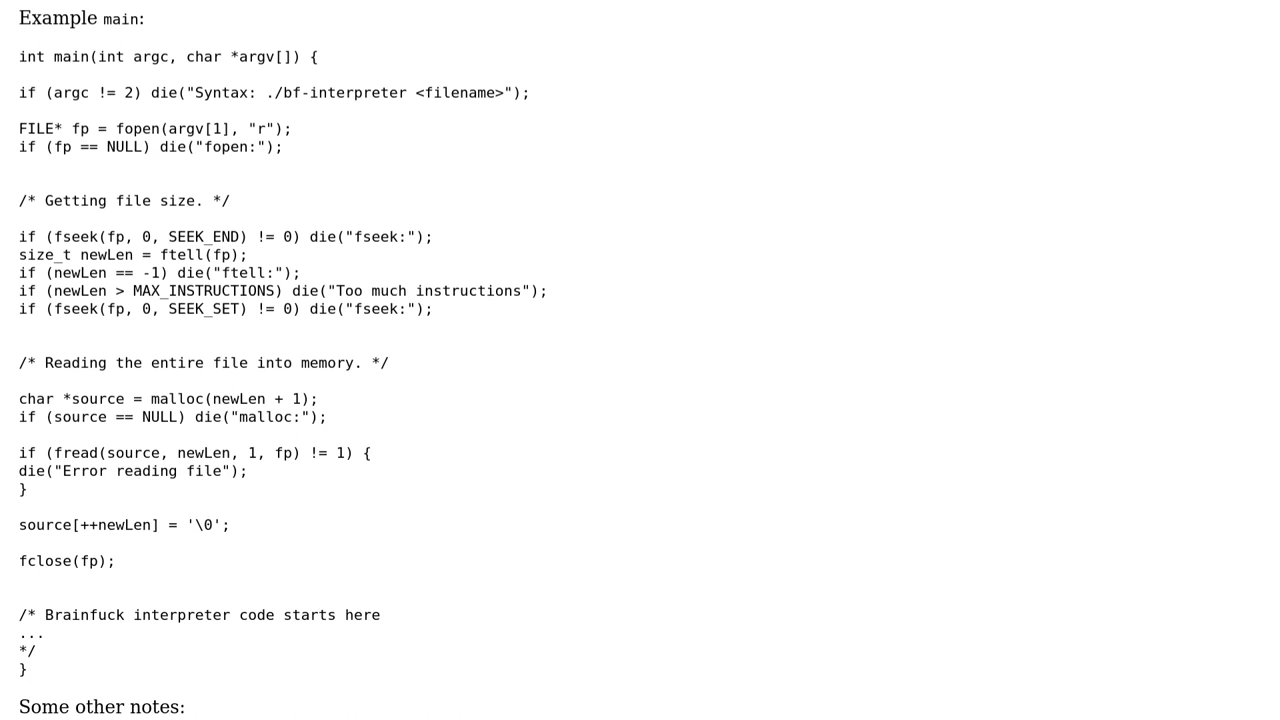 Example main:
int main(int argc, char *argv[]) {
if (argc != 2) die("Syntax: ./bf-interpreter <filename>");
FILE* fp = fopen(argv[1], "r");
if (fp == NULL) die("fopen:");
/* Getting file size. */
if (fseek(fp, 0, SEEK_END) != 0) die("fseek:");
size_t newLen = ftell(fp);
if (newLen == -1) die("ftell:");
if (newLen > MAX_INSTRUCTIONS) die("Too much instructions");
if (fseek(fp, 0, SEEK_SET) != 0) die("fseek:");
/* Reading the entire file into memory. */
char *source = malloc(newLen + 1);
if (source == NULL) die("malloc:");
if (fread(source, newLen, 1, fp) != 1) {
die("Error reading file");
}
source[++newLen] = '\0';
fclose(fp);
/* Brainfuck interpreter code starts here
...
*/
}
Some other notes: